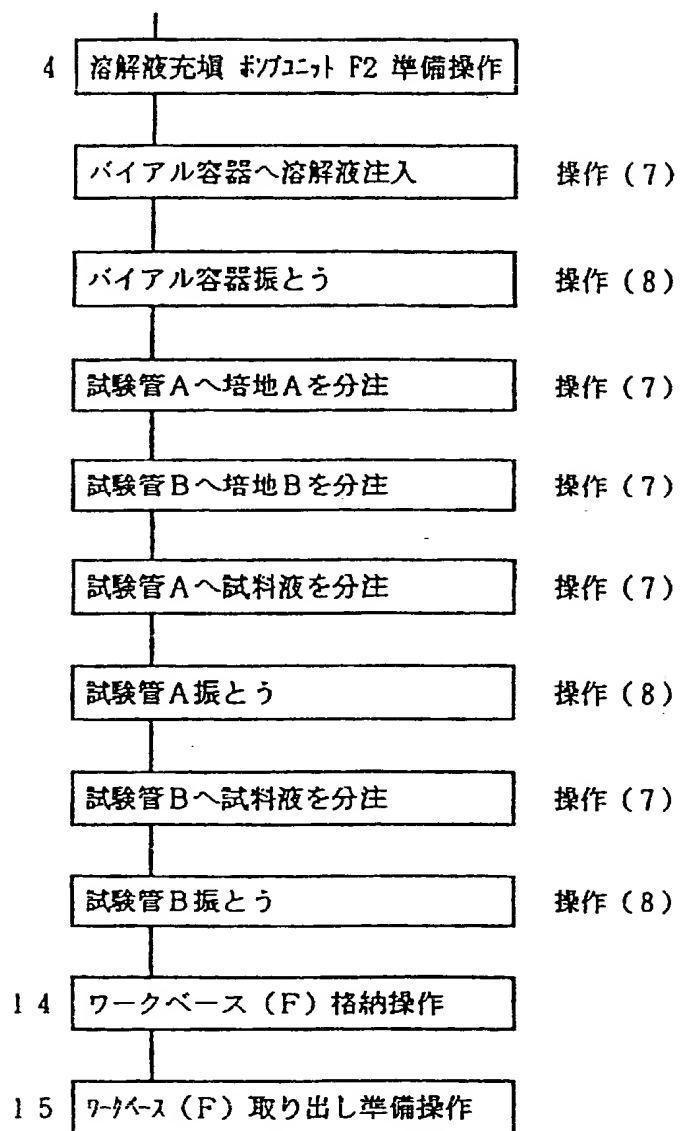 4 溶解液充填 ポンプユニット F2 準備操作
バイアル容器へ溶解液注入 操作(7)
バイアル容器振とう 操作(8)
試験管Aへ培地Aを分注 操作(7)
試験管Bへ培地Bを分注 操作(7)
試験管Aへ試料液を分注 操作(7)
試験管A振とう 操作(8)
試験管Bへ試料液を分注 操作(7)
試験管B振とう 操作(8)
14 ワークベース(F)格納操作
15 ワークベース(F)取り出し準備操作